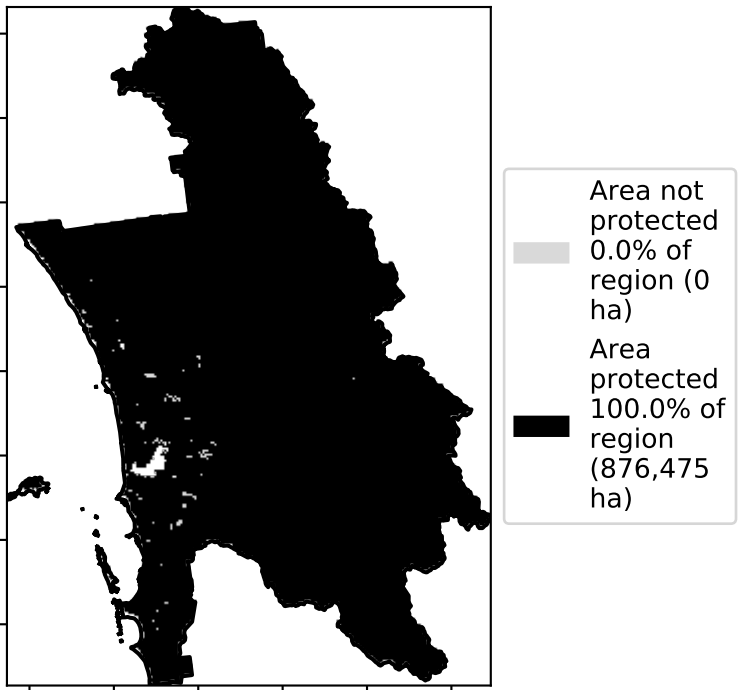 Area not
protected
0.0% of
region (0
ha)
Area
protected
100.0% of
region
(876,475
ha)